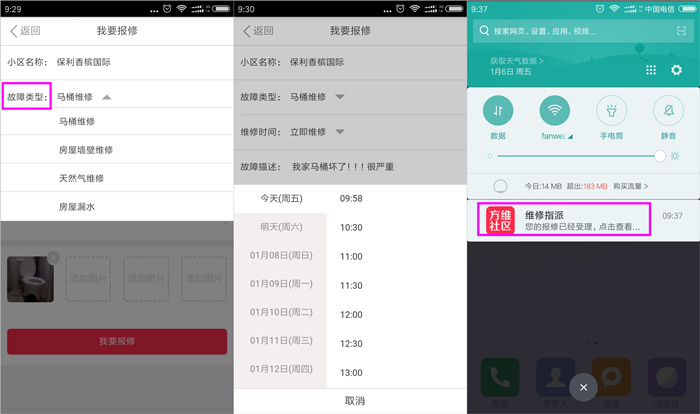 9:29
返回
我要报修
小区名称：
保利香槟国际
故障类型：
马桶维修
马桶维修
房屋墙壁维修
天然气维修
房屋漏水
添加图片
添加图片
添加图片
我要报修
9:30
返回
我要报修
小区名称：
保利香槟国际
故障类型：
马桶维修
维修时间：
立即维修
故障描述：
我家马桶坏了！！！很严重
今天(周五)
09:58
明天(周六)
10:30
01月08日(周日)
11:00
01月09日(周一)
11:30
01月10日(周二)
12:00
01月11日(周三)
12:30
01月12日(周四)
13:00
取消
9:37
中国电信
搜索网页、设置、应用、视频...
获取天气数据 >
1月6日 周五
数据
fanwe
手电筒
静音
今日:14 MB
超出:183 MB
购买流量 >
方维
社区
维修指派
09:37
您的报修已经受理，点击查看...
电话
联系人
短信
浏览器